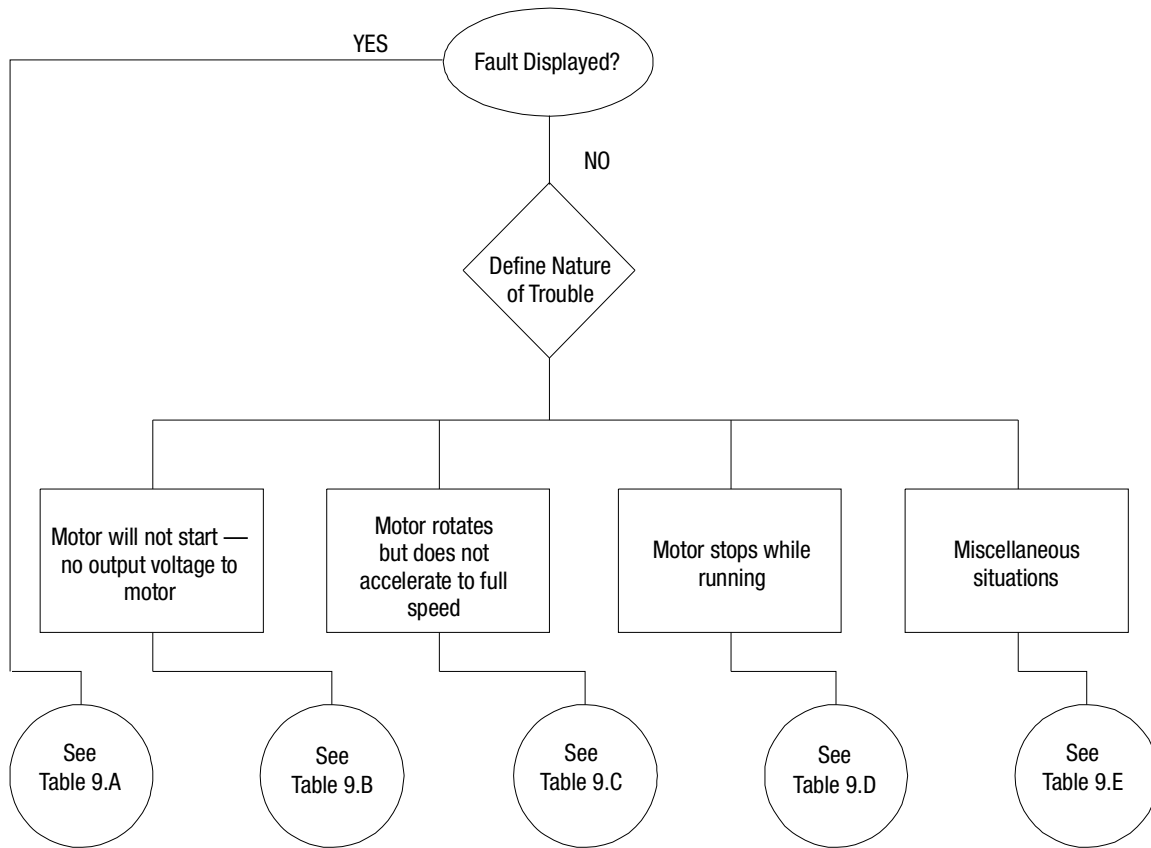 YES
Fault Displayed?
NO
Define Nature
of Trouble
Motor will not start —
no output voltage to
motor
Motor rotates
but does not
accelerate to full
speed
Motor stops while
running
Miscellaneous
situations
See
Table 9.A
See
Table 9.B
See
Table 9.C
See
Table 9.D
See
Table 9.E